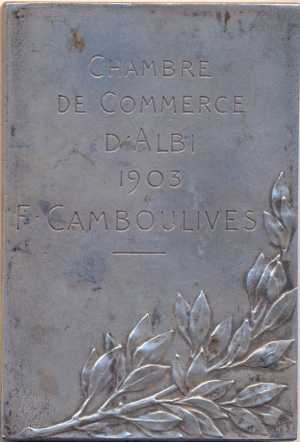 CHAMBRE
DE COMMERCE
D'ALBI
1903
F. CAMBOULIVES